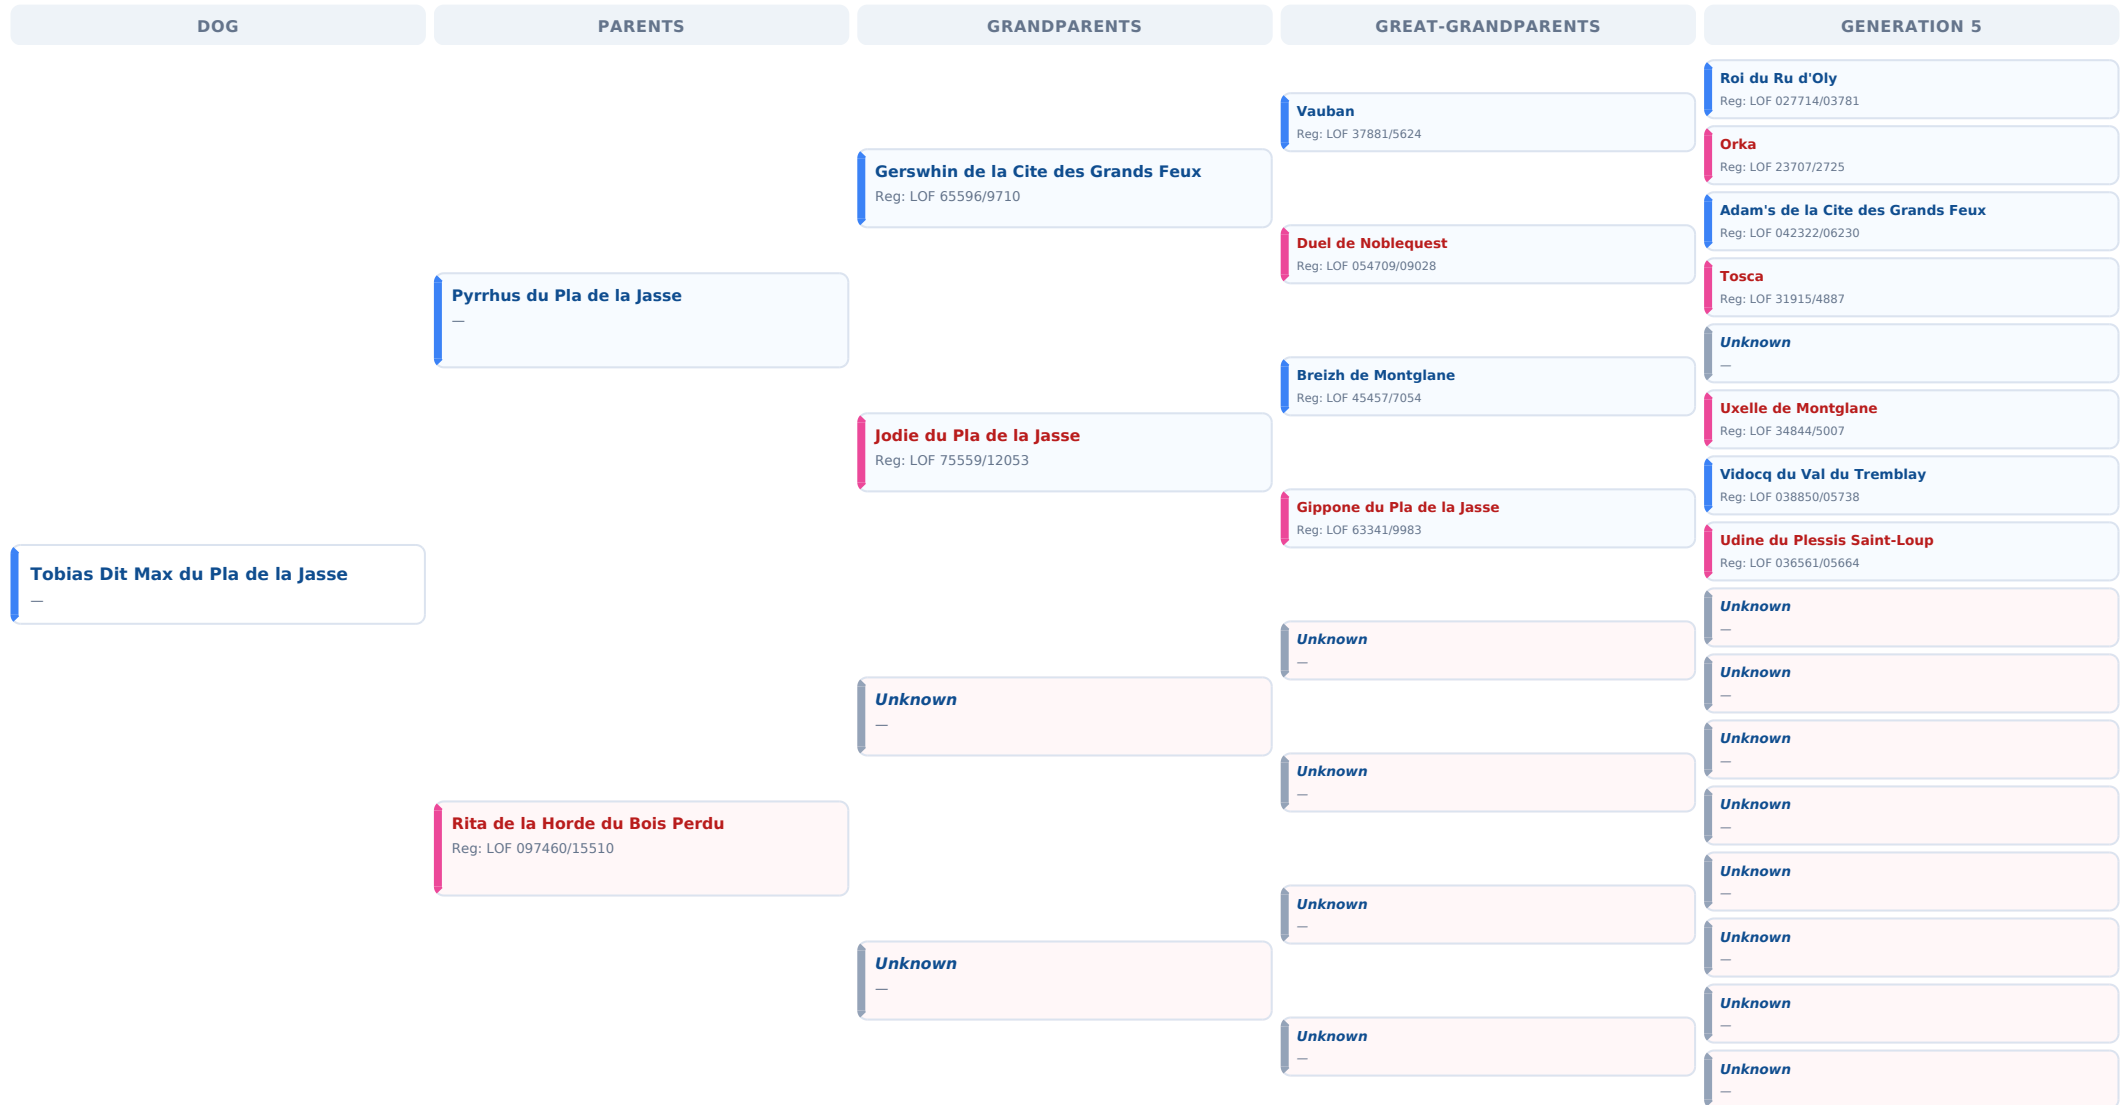 DOG
PARENTS
GRANDPARENTS
GREAT-GRANDPARENTS
GENERATION 5
Tobias Dit Max du Pla de la Jasse
—
Pyrrhus du Pla de la Jasse
—
Rita de la Horde du Bois Perdu
Reg: LOF 097460/15510
Gerswhin de la Cite des Grands Feux
Reg: LOF 65596/9710
Jodie du Pla de la Jasse
Reg: LOF 75559/12053
Unknown
—
Unknown
—
Vauban
Reg: LOF 37881/5624
Duel de Noblequest
Reg: LOF 054709/09028
Breizh de Montglane
Reg: LOF 45457/7054
Gippone du Pla de la Jasse
Reg: LOF 63341/9983
Unknown
—
Unknown
—
Unknown
—
Unknown
—
Roi du Ru d'Oly
Reg: LOF 027714/03781
Orka
Reg: LOF 23707/2725
Adam's de la Cite des Grands Feux
Reg: LOF 042322/06230
Tosca
Reg: LOF 31915/4887
Unknown
—
Uxelle de Montglane
Reg: LOF 34844/5007
Vidocq du Val du Tremblay
Reg: LOF 038850/05738
Udine du Plessis Saint-Loup
Reg: LOF 036561/05664
Unknown
—
Unknown
—
Unknown
—
Unknown
—
Unknown
—
Unknown
—
Unknown
—
Unknown
—